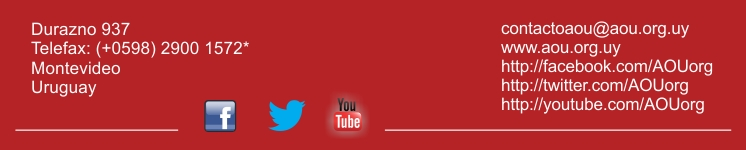 Durazno 937
Telefax: (+0598) 2900 1572*
Montevideo
Uruguay
contactoaou@aou.org.uy
www.aou.org.uy
http://facebook.com/AOUorg
http://twitter.com/AOUorg
http://youtube.com/AOUorg
f
You
Tube